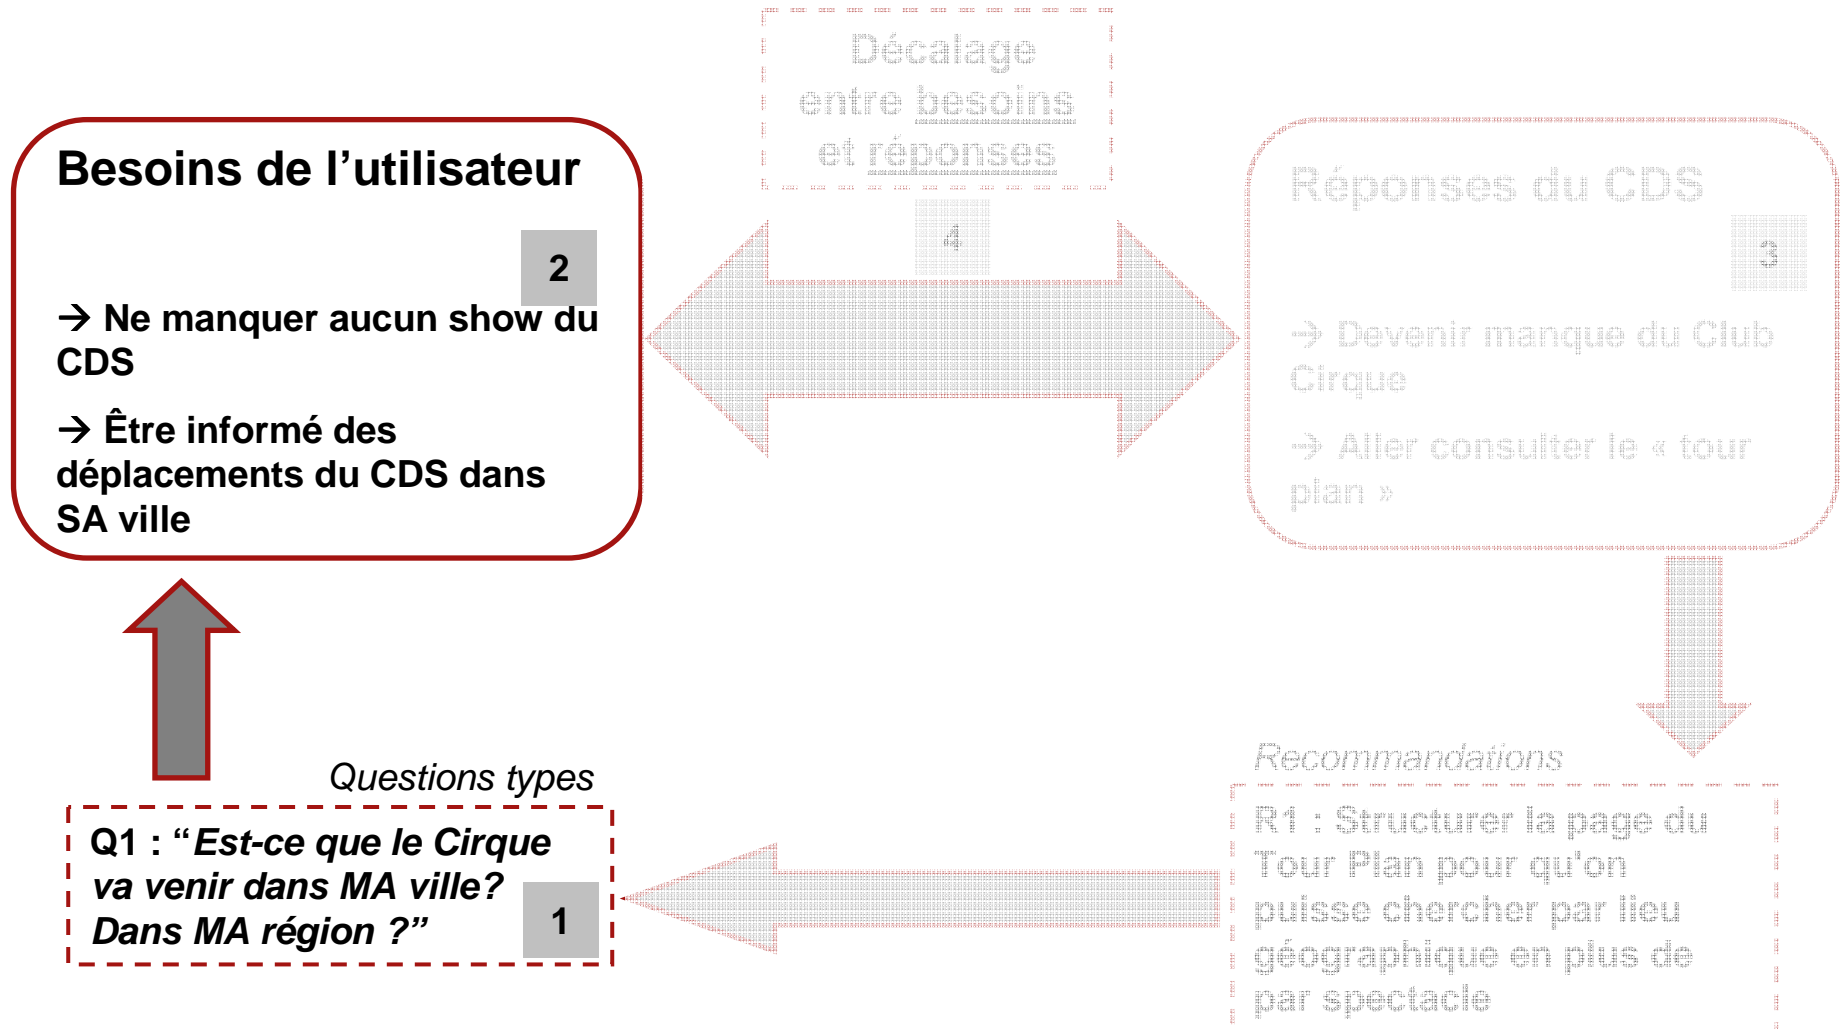 Décalage
entre besoins
et réponses
4
Besoins de l’utilisateur
2
→ Ne manquer aucun show du
CDS
→ Être informé des
déplacements du CDS dans
SA ville
Réponses du CDS
3
→ Devenir manque du Club
Cirque
→ Aller consulter le « tour
plan »
Questions types
Q1 : “Est-ce que le Cirque
va venir dans MA ville?
Dans MA région ?”
1
Recommandations
R1 : Structurer la page du
Tour Plan pour qu’on
puisse chercher par lieu
géographique en plus de
par spectacle